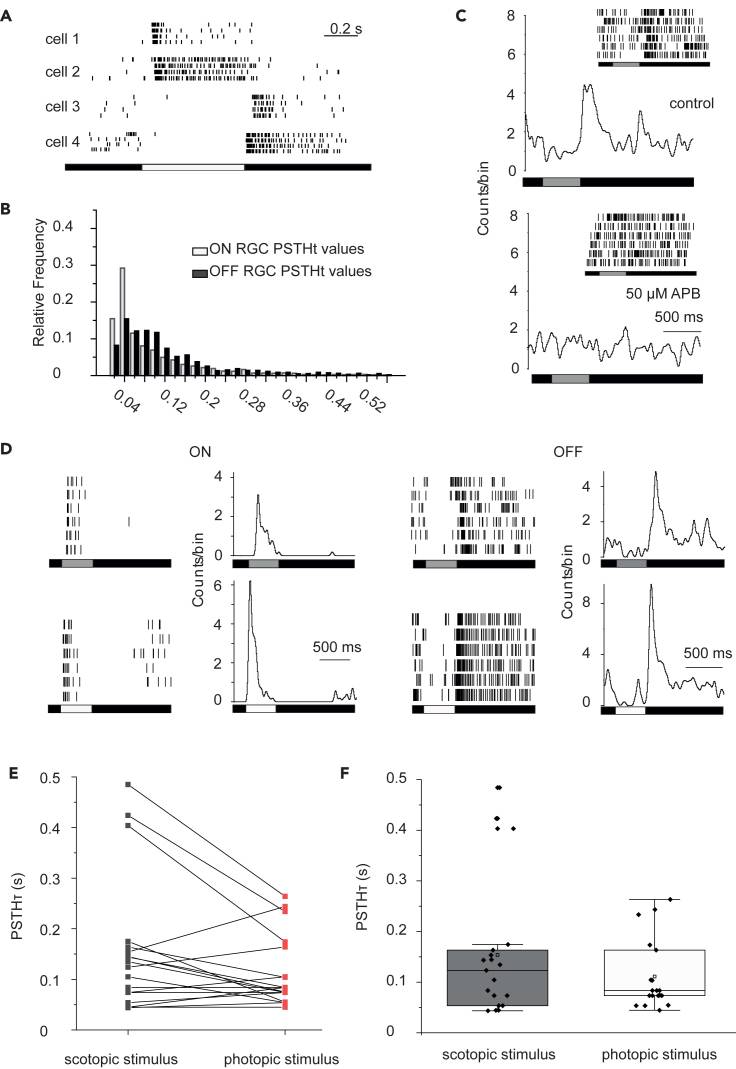 A
cell 1
cell 2
cell 3
cell 4
0.2 s
B
Relative Frequency
0.4
0.3
0.2
0.1
0
ON RGC PSTHt values
OFF RGC PSTHt values
0.04
0.12
0.2
0.28
0.36
0.44
0.52
C
Counts/bin
8
6
4
2
0
control
8
6
4
2
0
50 µM APB
500 ms
D
ON
OFF
Counts/bin
4
2
0
6
4
2
0
500 ms
Counts/bin
4
2
0
8
4
0
500 ms
E
PSTHτ (s)
0.5
0.4
0.3
0.2
0.1
0
scotopic stimulus
photopic stimulus
F
PSTHτ (s)
0.5
0.4
0.3
0.2
0.1
0
scotopic stimulus
photopic stimulus